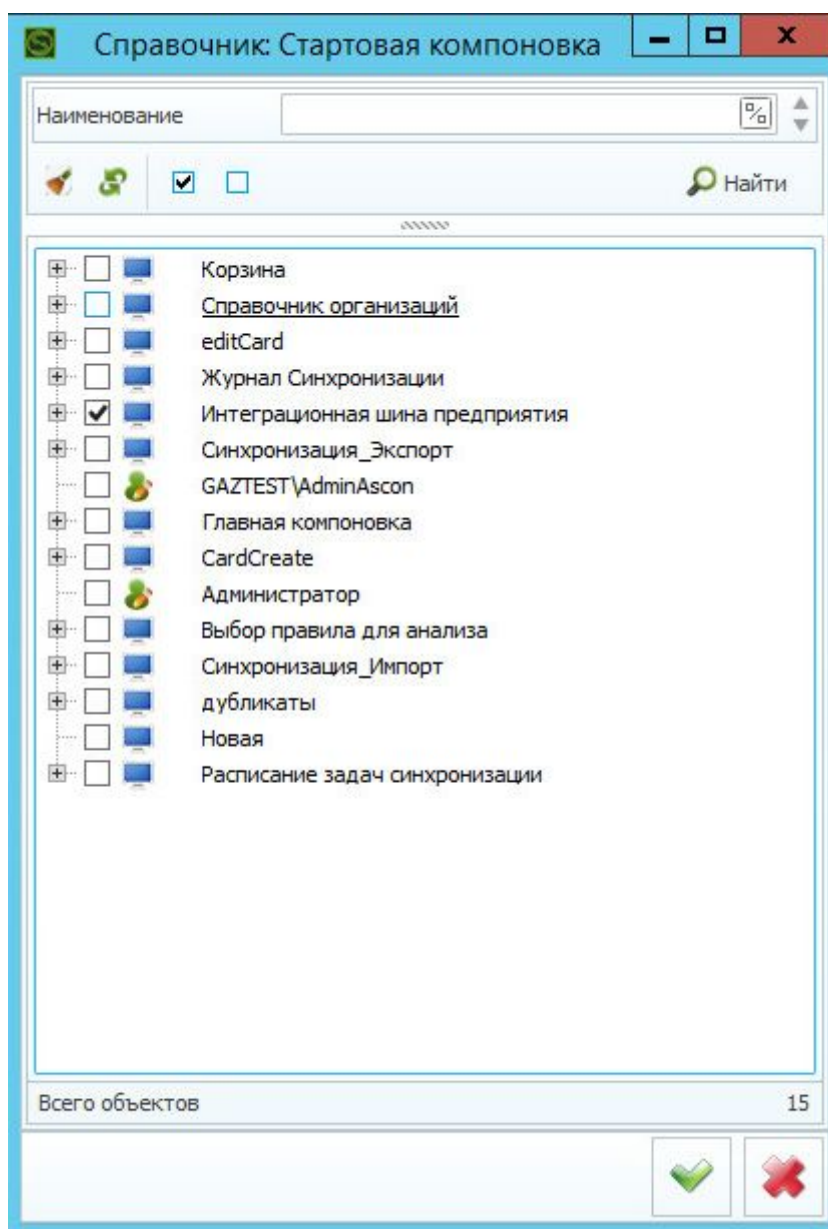 Справочник: Стартовая компоновка
Наименование
Найти
Корзина
Справочник организаций
editCard
Журнал Синхронизации
Интеграционная шина предприятия
Синхронизация_Экспорт
GAZTEST\AdminAscon
Главная компоновка
CardCreate
Администратор
Выбор правила для анализа
Синхронизация_Импорт
дубликаты
Новая
Расписание задач синхронизации
Всего объектов 15